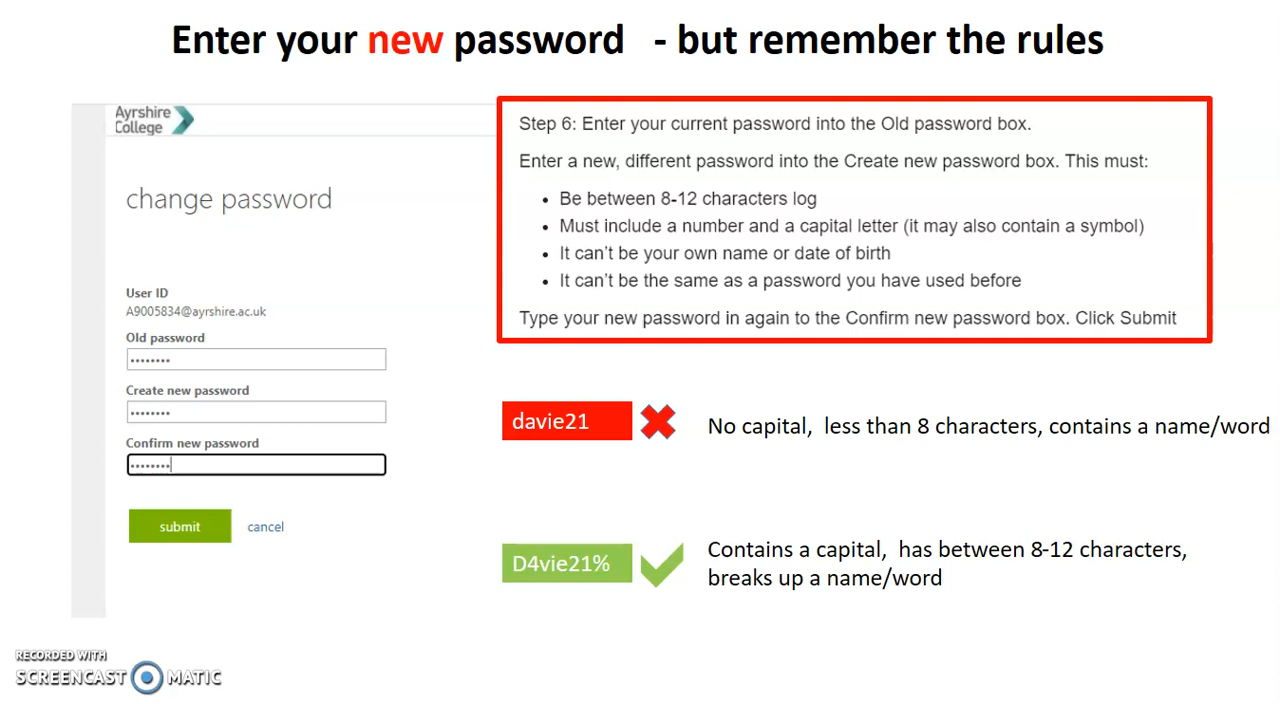 Enter your new password - but remember the rules
Ayrshire
College
change password
User ID
A9005834@ayrshire.ac.uk
Old password
••••••••
Create new password
••••••••
Confirm new password
••••••••
submit cancel
Step 6: Enter your current password into the Old password box.
Enter a new, different password into the Create new password box. This must:
• Be between 8-12 characters log
• Must include a number and a capital letter (it may also contain a symbol)
• It can't be your own name or date of birth
• It can't be the same as a password you have used before
Type your new password in again to the Confirm new password box. Click Submit
davie21
No capital, less than 8 characters, contains a name/word
D4vie21%
Contains a capital, has between 8-12 characters,
breaks up a name/word
RECORDED WITH
SCREENCAST MATIC